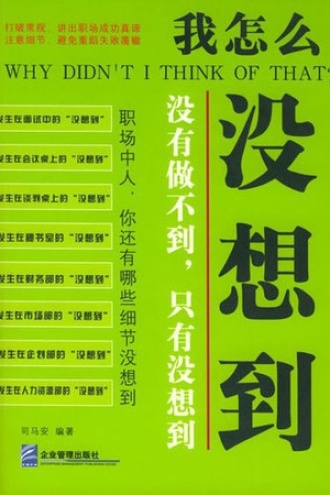 打破常规，讲出职场成功真谛
注意细节，避免重蹈失败覆辙
我怎么
WHY DIDN'T I THINK OF THAT?
没想到
没有做不到，只有没想到
职场中人，你还有哪些细节没想到
发生在面试中的“没想到”
发生在会议桌上的“没想到”
发生在谈判桌上的“没想到”
发生在秘书室的“没想到”
发生在财务部的“没想到”
发生在市场部的“没想到”
发生在企划部的“没想到”
发生在人力资源部的“没想到”
司马安 编著
企业管理出版社
ENTERPRISE MANAGEMENT PUBLISHING HOUSE